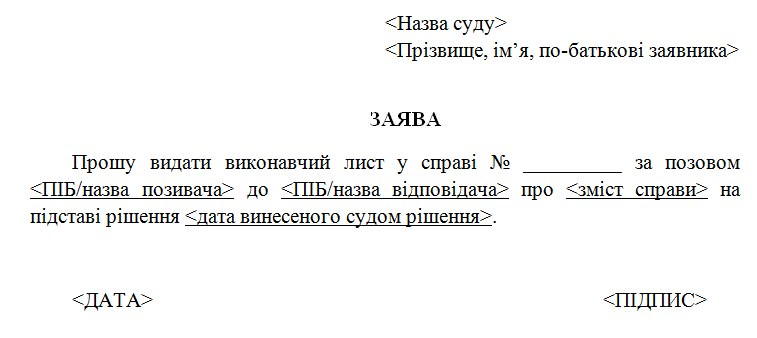 <Назва суду>
<Прізвище, ім’я, по-батькові заявника>
ЗАЯВА
Прошу видати виконавчий лист у справі № _________ за позовом
<ПІБ/назва позивача> до <ПІБ/назва відповідача> про <зміст справи> на
підставі рішення <дата винесеного судом рішення>.
<ДАТА> <ПІДПИС>